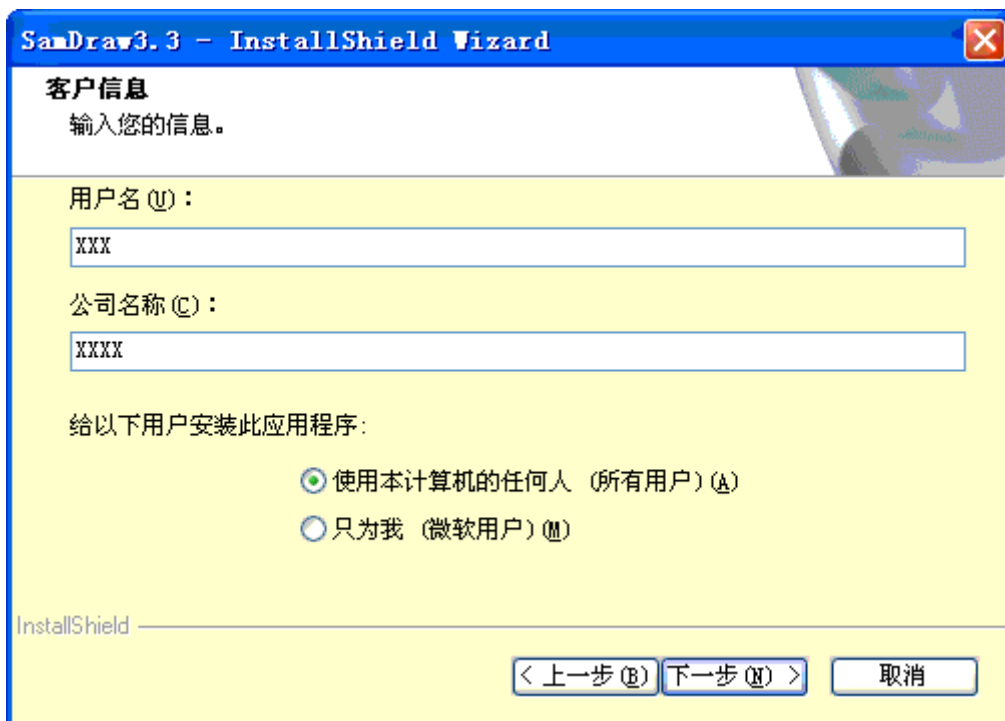 SamDraw3.3 - InstallShield Wizard
客户信息
输入您的信息。
用户名(U)：
XXX
公司名称(C)：
XXXX
给以下用户安装此应用程序:
使用本计算机的任何人 (所有用户)(A)
只为我 (微软用户)(M)
InstallShield
< 上一步(B) 下一步(N) > 取消